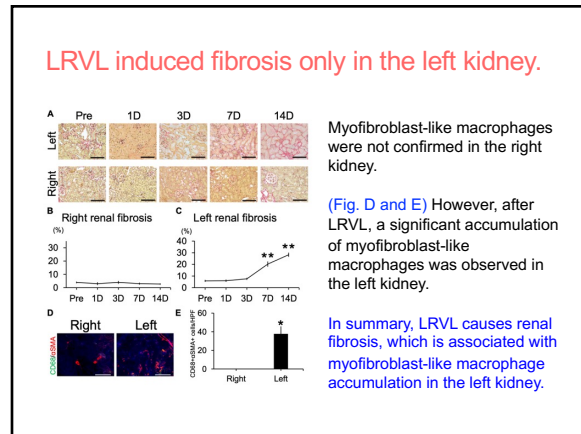 LRVL induced fibrosis only in the left kidney.
A Pre 1D 3D 7D 14D
Left
Right
B Right renal fibrosis
(%)
30
20
10
0
Pre 1D 3D 7D 14D
C Left renal fibrosis
(%)
40
30
20
10
0
** **
Pre 1D 3D 7D 14D
D Right Left
CD68/αSMA
E
CD68+αSMA+ cells/HPF
60
40
20
0
*
Right Left
Myofibroblast-like macrophages
were not confirmed in the right
kidney.
(Fig. D and E) However, after
LRVL, a significant accumulation
of myofibroblast-like
macrophages was observed in
the left kidney.
In summary, LRVL causes renal
fibrosis, which is associated with
myofibroblast-like macrophage
accumulation in the left kidney.